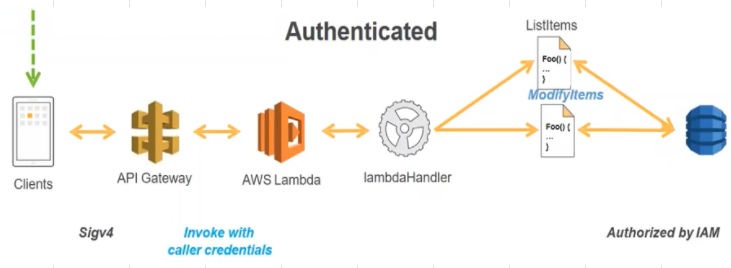 Authenticated
ListItems
Foo() {
...
}
ModifyItems
Foo() {
...
}
Clients
API Gateway
AWS Lambda
lambdaHandler
Sigv4
Invoke with
caller credentials
Authorized by IAM